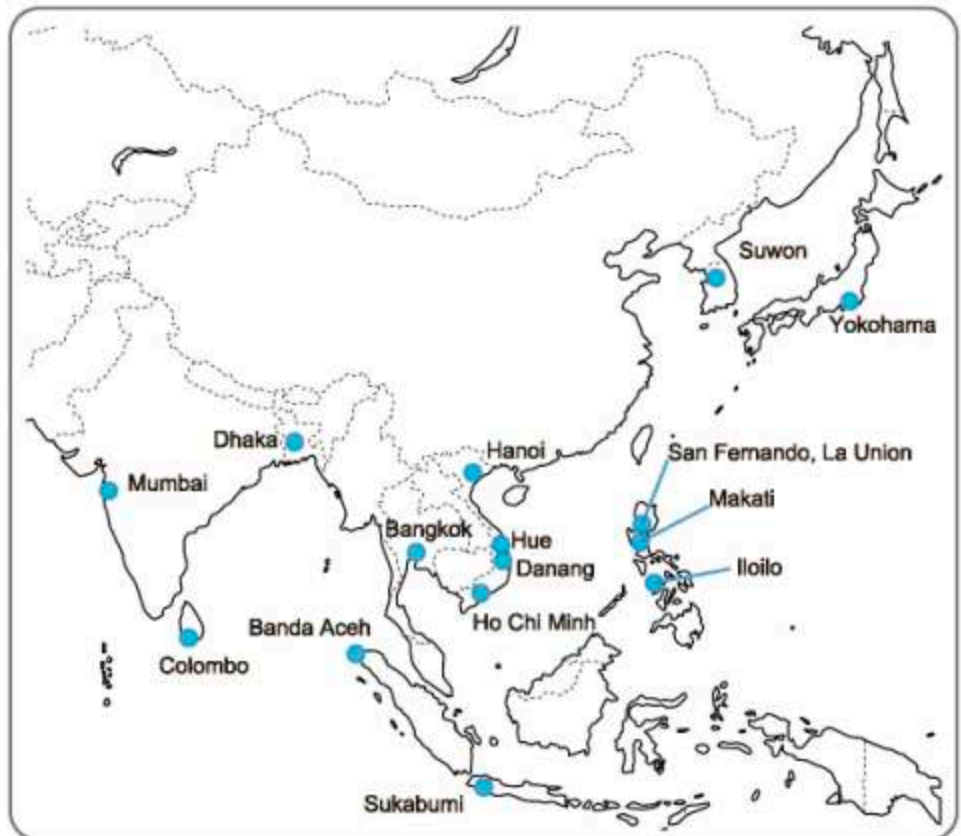 Suwon
Yokohama
Dhaka
Hanoi
San Fernando, La Union
Mumbai
Makati
Bangkok
Hue
Danang
Iloilo
Ho Chi Minh
Banda Aceh
Colombo
Sukabumi